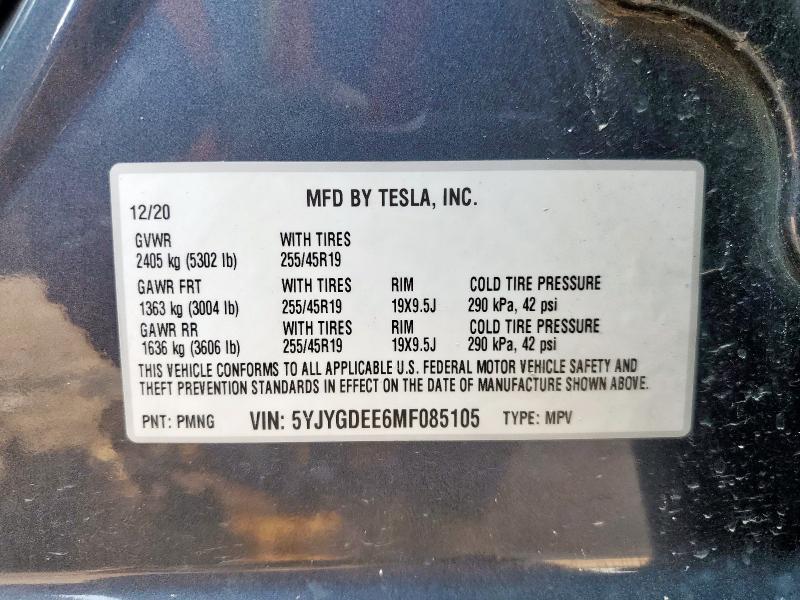 MFD BY TESLA, INC.
12/20
GVWR WITH TIRES
2405 kg (5302 lb) 255/45R19
GAWR FRT WITH TIRES RIM COLD TIRE PRESSURE
1363 kg (3004 lb) 255/45R19 19X9.5J 290 kPa, 42 psi
GAWR RR WITH TIRES RIM COLD TIRE PRESSURE
1636 kg (3606 lb) 255/45R19 19X9.5J 290 kPa, 42 psi
THIS VEHICLE CONFORMS TO ALL APPLICABLE U.S. FEDERAL MOTOR VEHICLE SAFETY AND
THEFT PREVENTION STANDARDS IN EFFECT ON THE DATE OF MANUFACTURE SHOWN ABOVE.
PNT: PMNG VIN: 5YJYGDEE6MF085105 TYPE: MPV